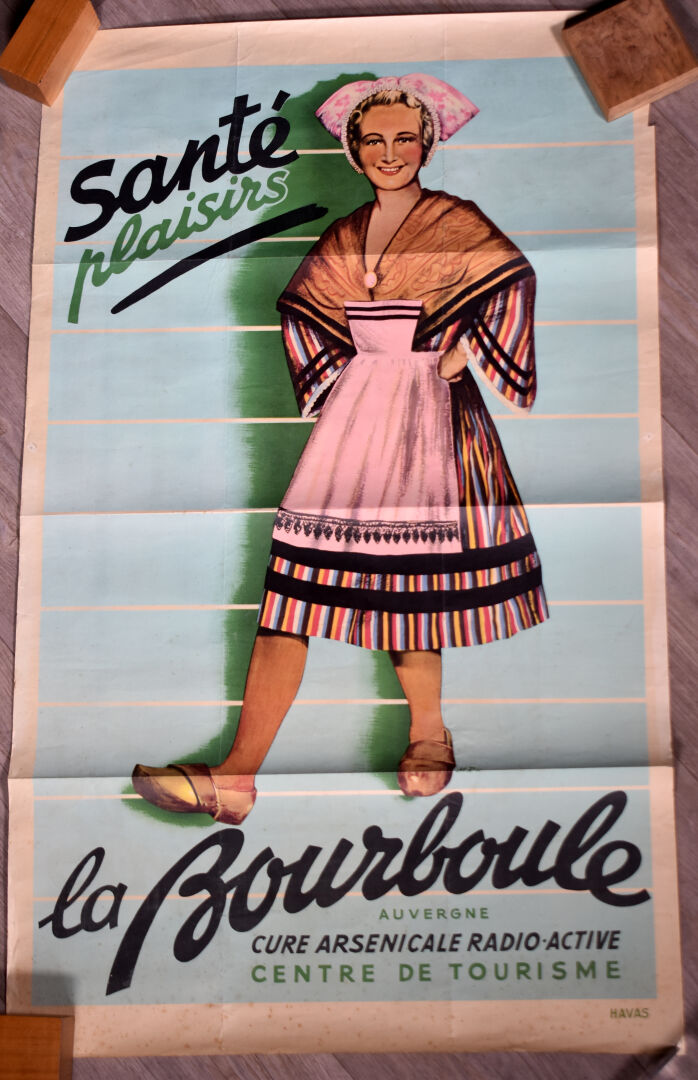 Santé
plaisirs
la Bourboule
AUVERGNE
CURE ARSENICALE RADIO-ACTIVE
CENTRE DE TOURISME
HAVAS